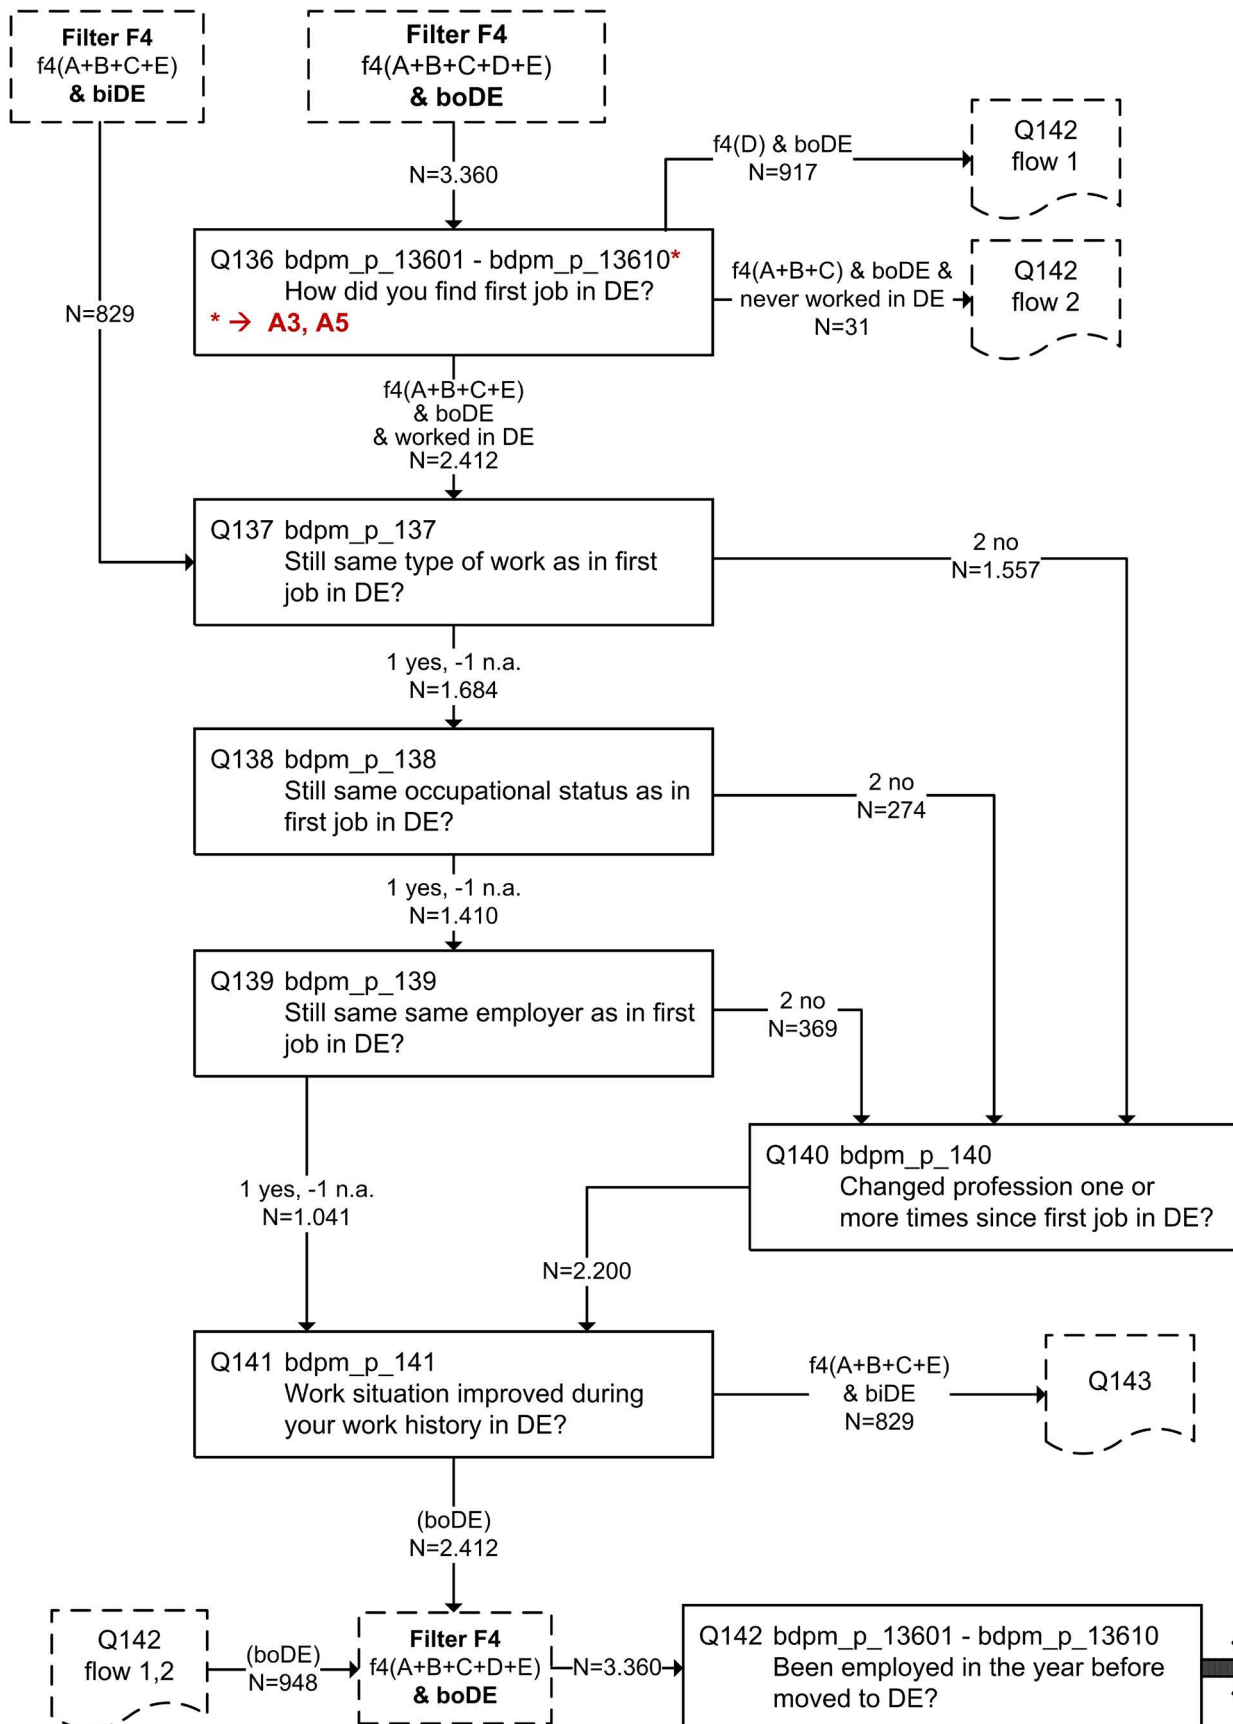 Filter F4
f4(A+B+C+E)
& biDE
Filter F4
f4(A+B+C+D+E)
& boDE
N=3.360
f4(D) & boDE
N=917
Q142
flow 1
Q136 bdpm_p_13601 - bdpm_p_13610*
How did you find first job in DE?
* → A3, A5
f4(A+B+C) & boDE &
never worked in DE
N=31
Q142
flow 2
N=829
f4(A+B+C+E)
& boDE
& worked in DE
N=2.412
Q137 bdpm_p_137
Still same type of work as in first
job in DE?
2 no
N=1.557
1 yes, -1 n.a.
N=1.684
Q138 bdpm_p_138
Still same occupational status as in
first job in DE?
2 no
N=274
1 yes, -1 n.a.
N=1.410
Q139 bdpm_p_139
Still same same employer as in first
job in DE?
2 no
N=369
1 yes, -1 n.a.
N=1.041
Q140 bdpm_p_140
Changed profession one or
more times since first job in DE?
N=2.200
Q141 bdpm_p_141
Work situation improved during
your work history in DE?
f4(A+B+C+E)
& biDE
N=829
Q143
(boDE)
N=2.412
Q142
flow 1,2
(boDE)
N=948
Filter F4
f4(A+B+C+D+E)
& boDE
N=3.360
Q142 bdpm_p_13601 - bdpm_p_13610
Been employed in the year before
moved to DE?